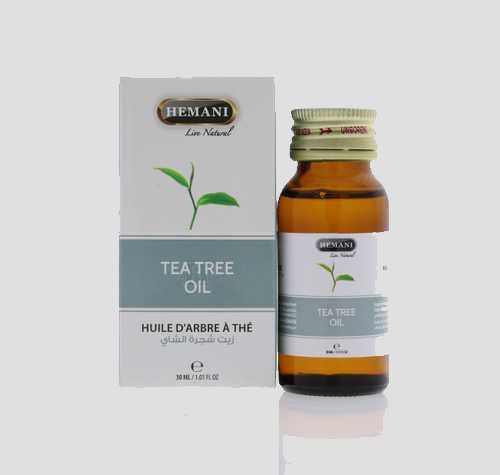 HEMANI
Live Natural
TEA TREE
OIL
HUILE D'ARBRE À THÉ
زيت شجرة الشاي
℮
30 ML / 1.01 FL OZ
UNSCREW
HEMANI
Live Natural
TEA TREE
OIL
℮